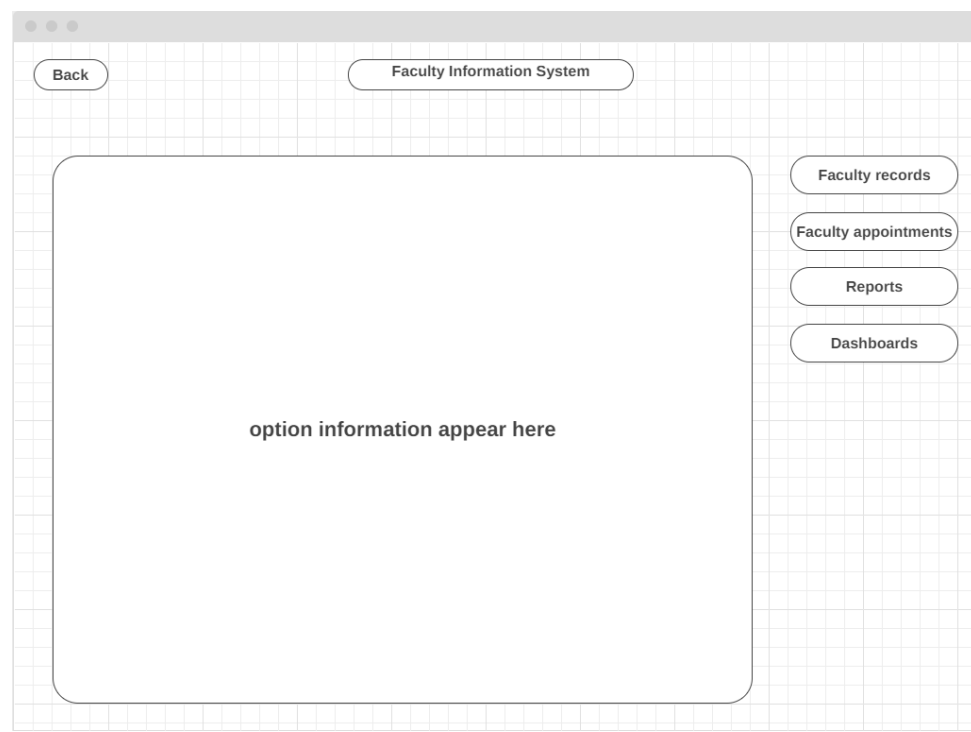 Back
Faculty Information System
Faculty records
Faculty appointments
Reports
Dashboards
option information appear here